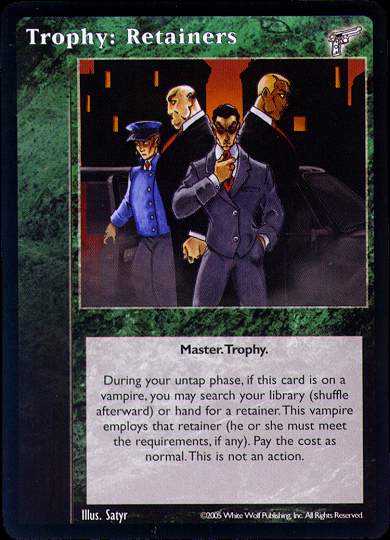 Trophy: Retainers
Master. Trophy.
During your untap phase, if this card is on a
vampire, you may search your library (shuffle
afterward) or hand for a retainer. This vampire
employs that retainer (he or she must meet
the requirements, if any). Pay the cost as
normal. This is not an action.
Illus. Satyr
©2005 White Wolf Publishing, Inc. All Rights Reserved.